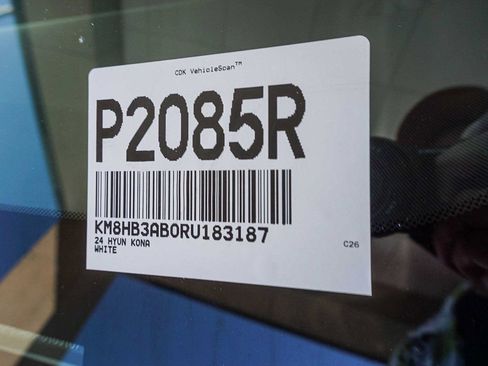 CDK VehicleScan™
P2085R
KM8HB3AB0RU183187
24 HYUN KONA
WHITE
C26